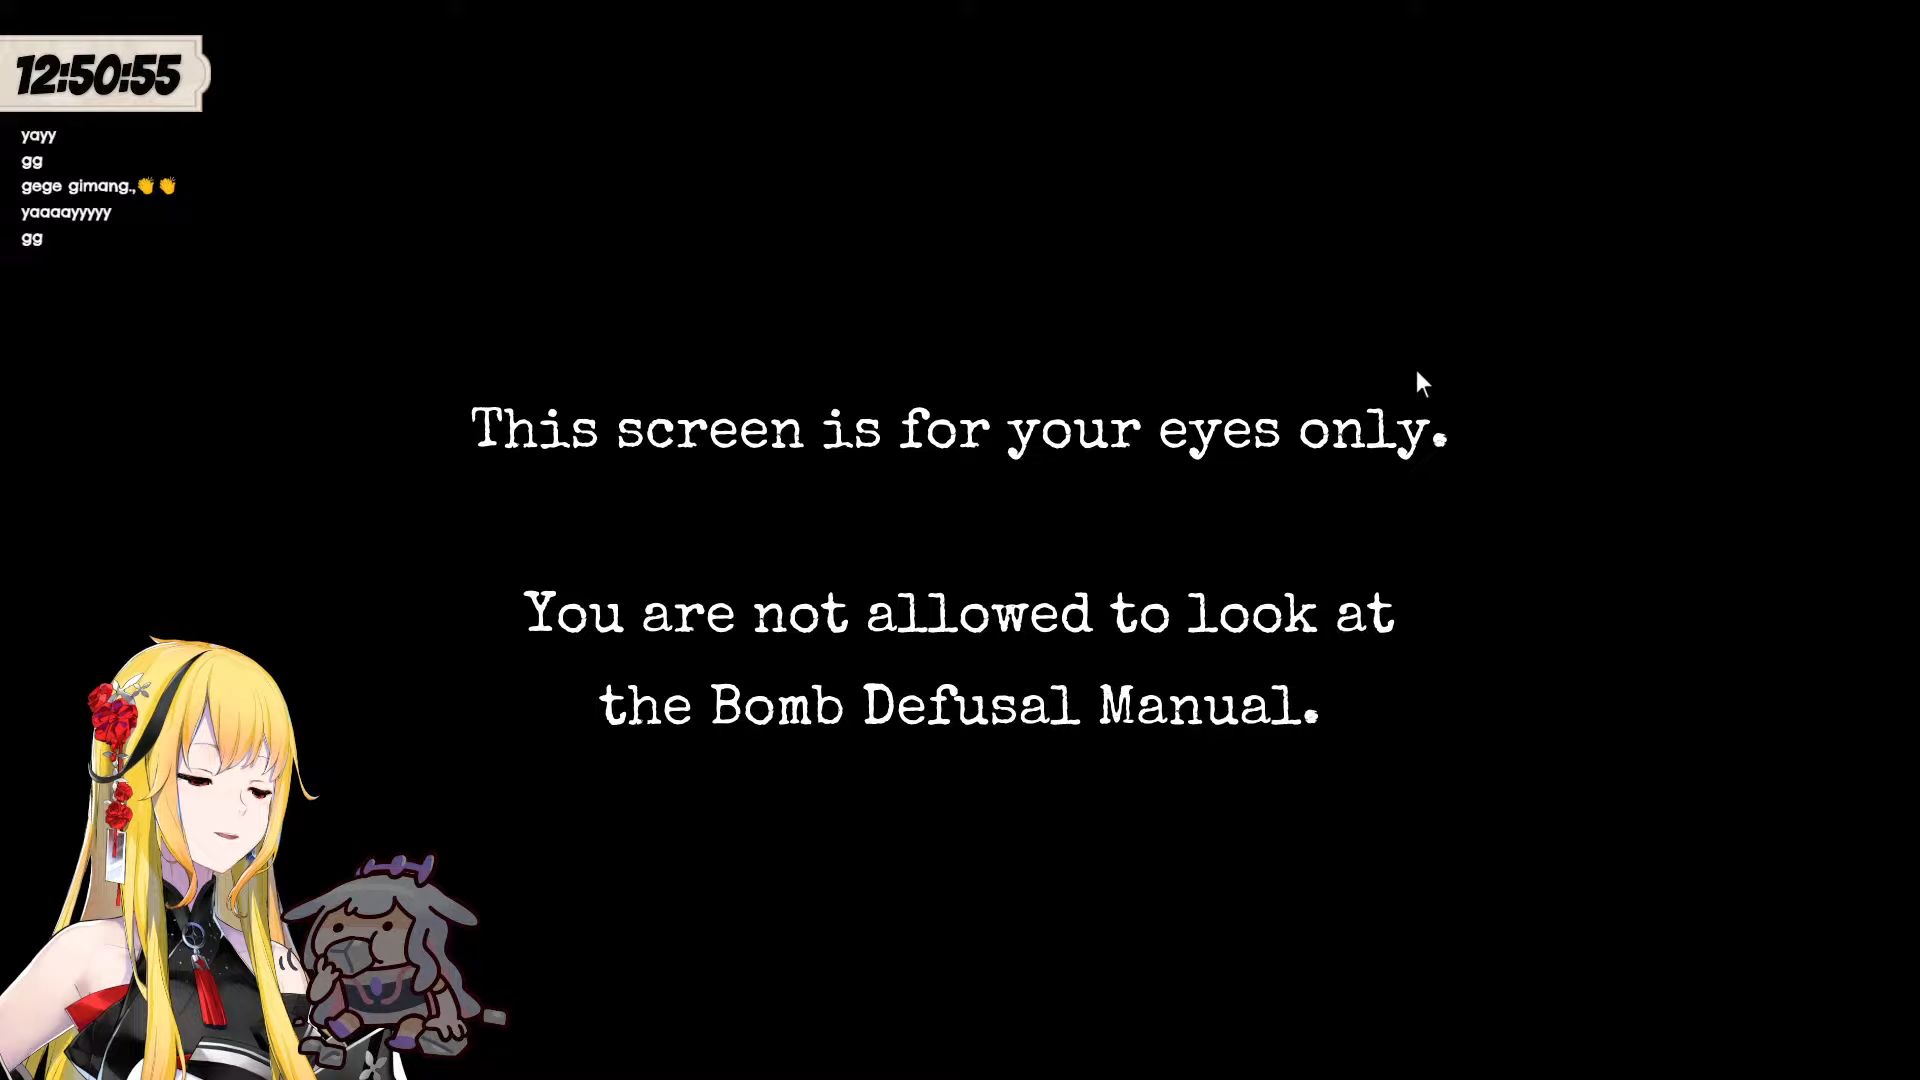 12:50:55
yayy
gg
gege gimang.,👏👏
yaaaayyyyy
gg
This screen is for your eyes only.
You are not allowed to look at
the Bomb Defusal Manual.